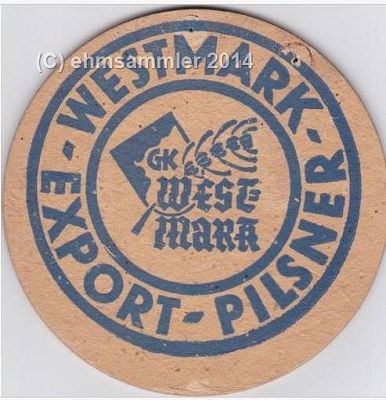 (C) ehmsammler 2014
- WESTMARK -
EXPORT - PILSNER
GK
West=
mark